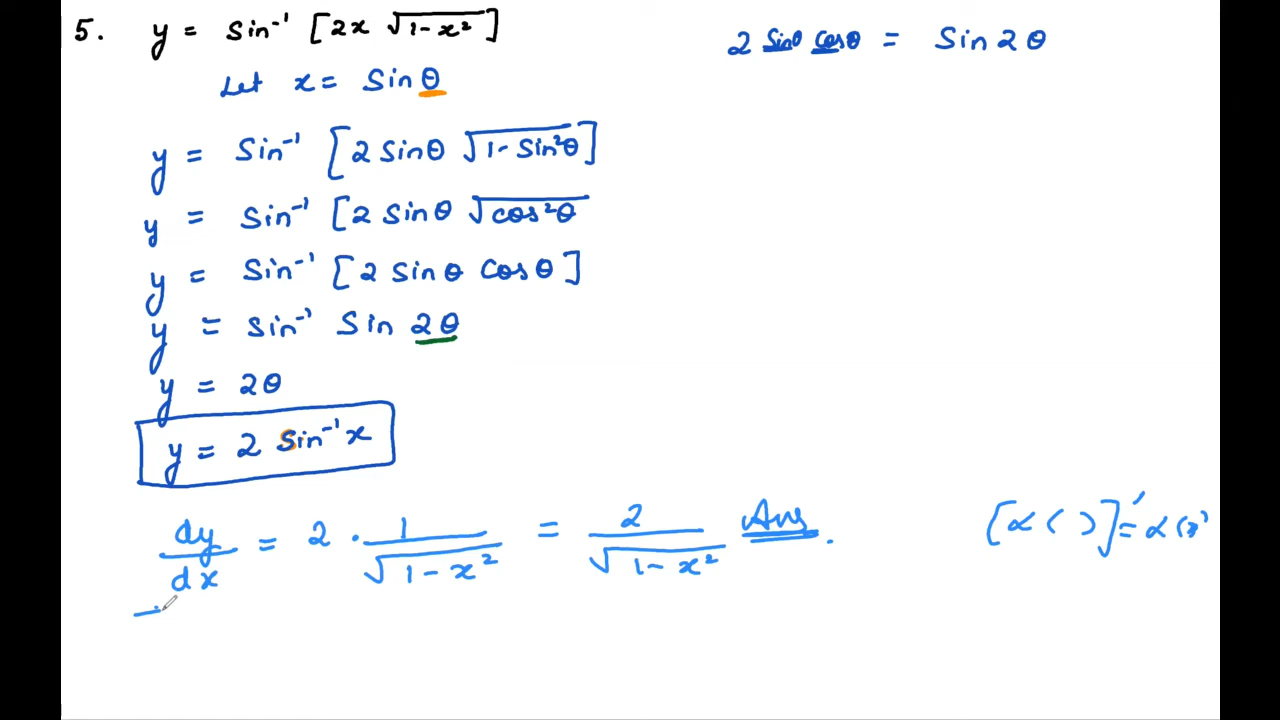 5. y = Sin⁻¹ [2x √(1-x²)]
2 Sinθ Cosθ = Sin 2θ
Let x = Sin θ
y = Sin⁻¹ [2 Sinθ √(1-Sin²θ)]
y = Sin⁻¹ [2 Sinθ √(Cos²θ)
y = Sin⁻¹ [2 Sinθ Cosθ]
y = Sin⁻¹ Sin 2θ
y = 2θ
y = 2 Sin⁻¹x
dy/dx = 2 · 1/√(1-x²) = 2/√(1-x²) Ans.